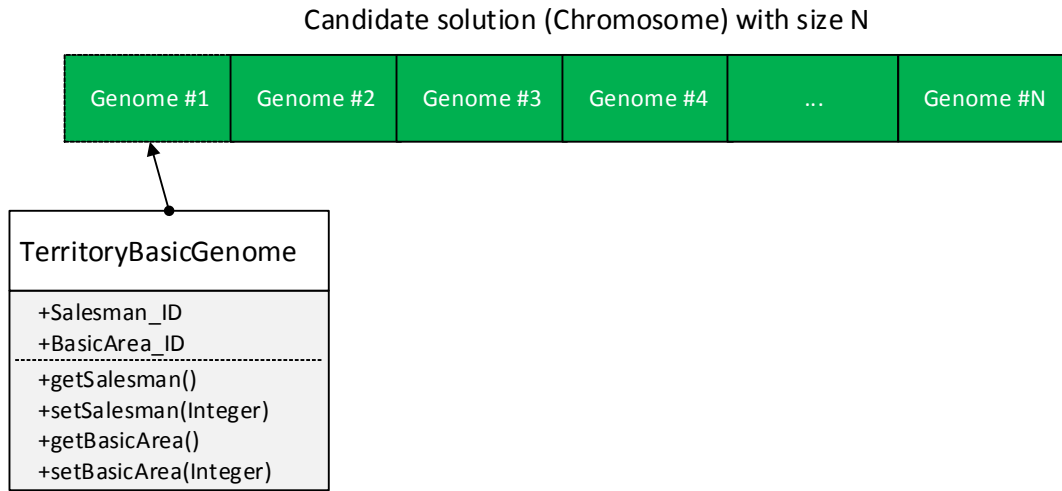 Candidate solution (Chromosome) with size N
Genome #1 Genome #2 Genome #3 Genome #4 ... Genome #N
TerritoryBasicGenome
+Salesman_ID
+BasicArea_ID
+getSalesman()
+setSalesman(Integer)
+getBasicArea()
+setBasicArea(Integer)